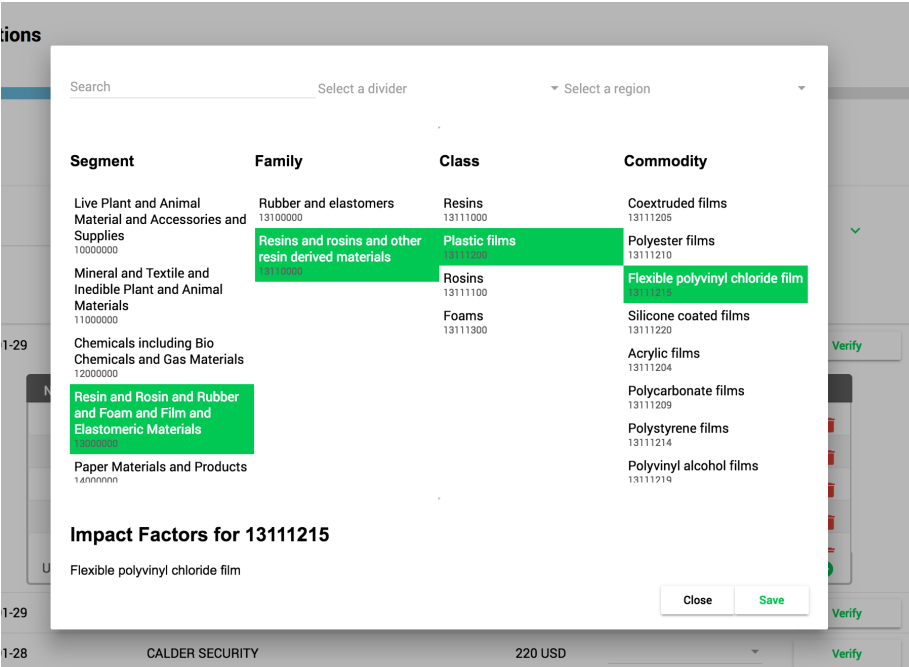 tions
Search
Select a divider
Select a region
Segment
Family
Class
Commodity
Live Plant and Animal
Material and Accessories and
Supplies
10000000
Mineral and Textile and
Inedible Plant and Animal
Materials
11000000
Chemicals including Bio
Chemicals and Gas Materials
12000000
Resin and Rosin and Rubber
and Foam and Film and
Elastomeric Materials
13000000
Paper Materials and Products
14000000
Rubber and elastomers
13100000
Resins and rosins and other
resin derived materials
13110000
Resins
13111000
Plastic films
13111200
Rosins
13111100
Foams
13111300
Coextruded films
13111205
Polyester films
13111210
Flexible polyvinyl chloride film
13111215
Silicone coated films
13111220
Acrylic films
13111204
Polycarbonate films
13111209
Polystyrene films
13111214
Polyvinyl alcohol films
13111219
1-29
Verify
N
U
Impact Factors for 13111215
Flexible polyvinyl chloride film
Close
Save
1-29
Verify
1-28
CALDER SECURITY
220 USD
Verify